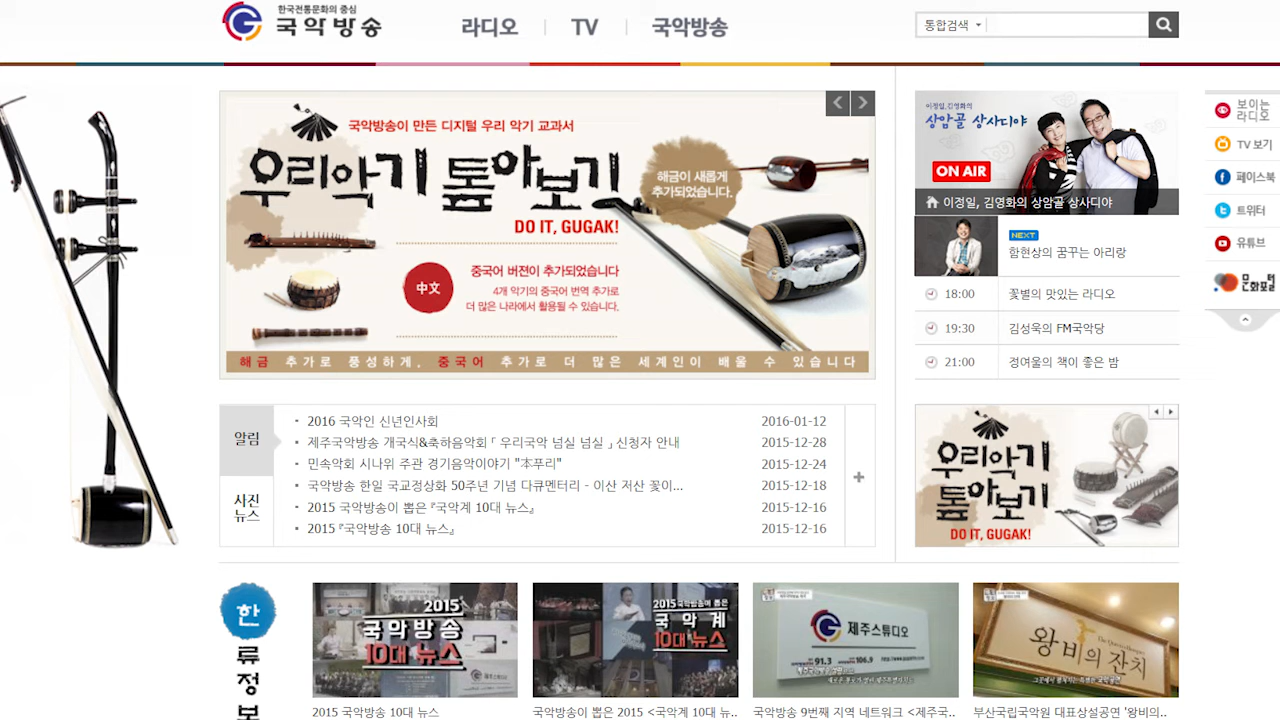 한국전통문화의 중심
국악방송
라디오
TV
국악방송
통합검색
국악방송이 만든 디지털 우리 악기 교과서
우리악기 톺아보기
DO IT, GUGAK!
해금이 새롭게
추가되었습니다.
中文
중국어 버젼이 추가되었습니다
4개 악기의 중국어 번역 추가로
더 많은 나라에서 활용될 수 있습니다.
해금 추가로 풍성하게, 중국어 추가로 더 많은 세계인이 배울 수 있습니다
이정일,김영화의
상암골 상사디야
ON AIR
이정일, 김영화의 상암골 상사디야
NEXT
함현상의 꿈꾸는 아리랑
18:00 꽃별의 맛있는 라디오
19:30 김성욱의 FM국악당
21:00 정여울의 책이 좋은 밤
보이는
라디오
TV 보기
페이스북
트위터
유튜브
문화포털
알림
사진
뉴스
2016 국악인 신년인사회 2016-01-12
제주국악방송 개국식&축하음악회「 우리국악 넘실 넘실 」신청자 안내 2015-12-28
민속악회 시나위 주관 경기음악이야기 "本푸리" 2015-12-24
국악방송 한일 국교정상화 50주년 기념 다큐멘터리 - 이산 저산 꽃이... 2015-12-18
2015 국악방송이 뽑은『국악계 10대 뉴스』 2015-12-16
2015『국악방송 10대 뉴스』 2015-12-16
우리악기
톺아보기
DO IT, GUGAK!
한
류
정
보
2015
국악방송
10대 뉴스
2015국악방송이 뽑은
국악계
10대 뉴스
제주스튜디오
91.3
106.9
왕비의 잔치
2015 국악방송 10대 뉴스
국악방송이 뽑은 2015 <국악계 10대 뉴..
국악방송 9번째 지역 네트워크 <제주국..
부산국립국악원 대표상설공연 '왕비의..